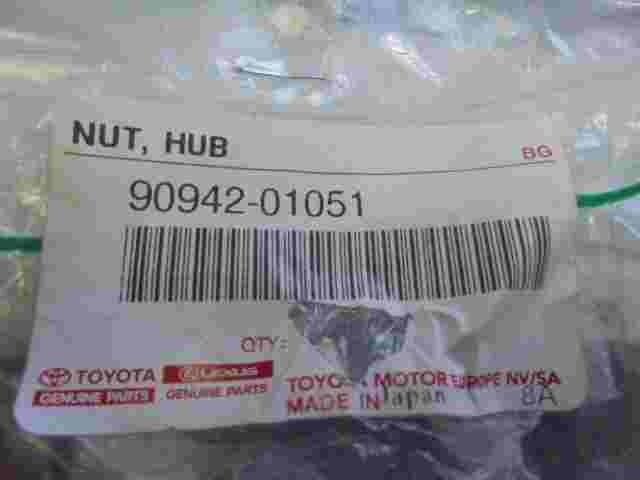 NUT, HUB
BG
90942-01051
QTY:
TOYOTA LEXUS
GENUINE PARTS GENUINE PARTS
TOYOTA MOTOR EUROPE NV/SA
MADE IN Japan 8A